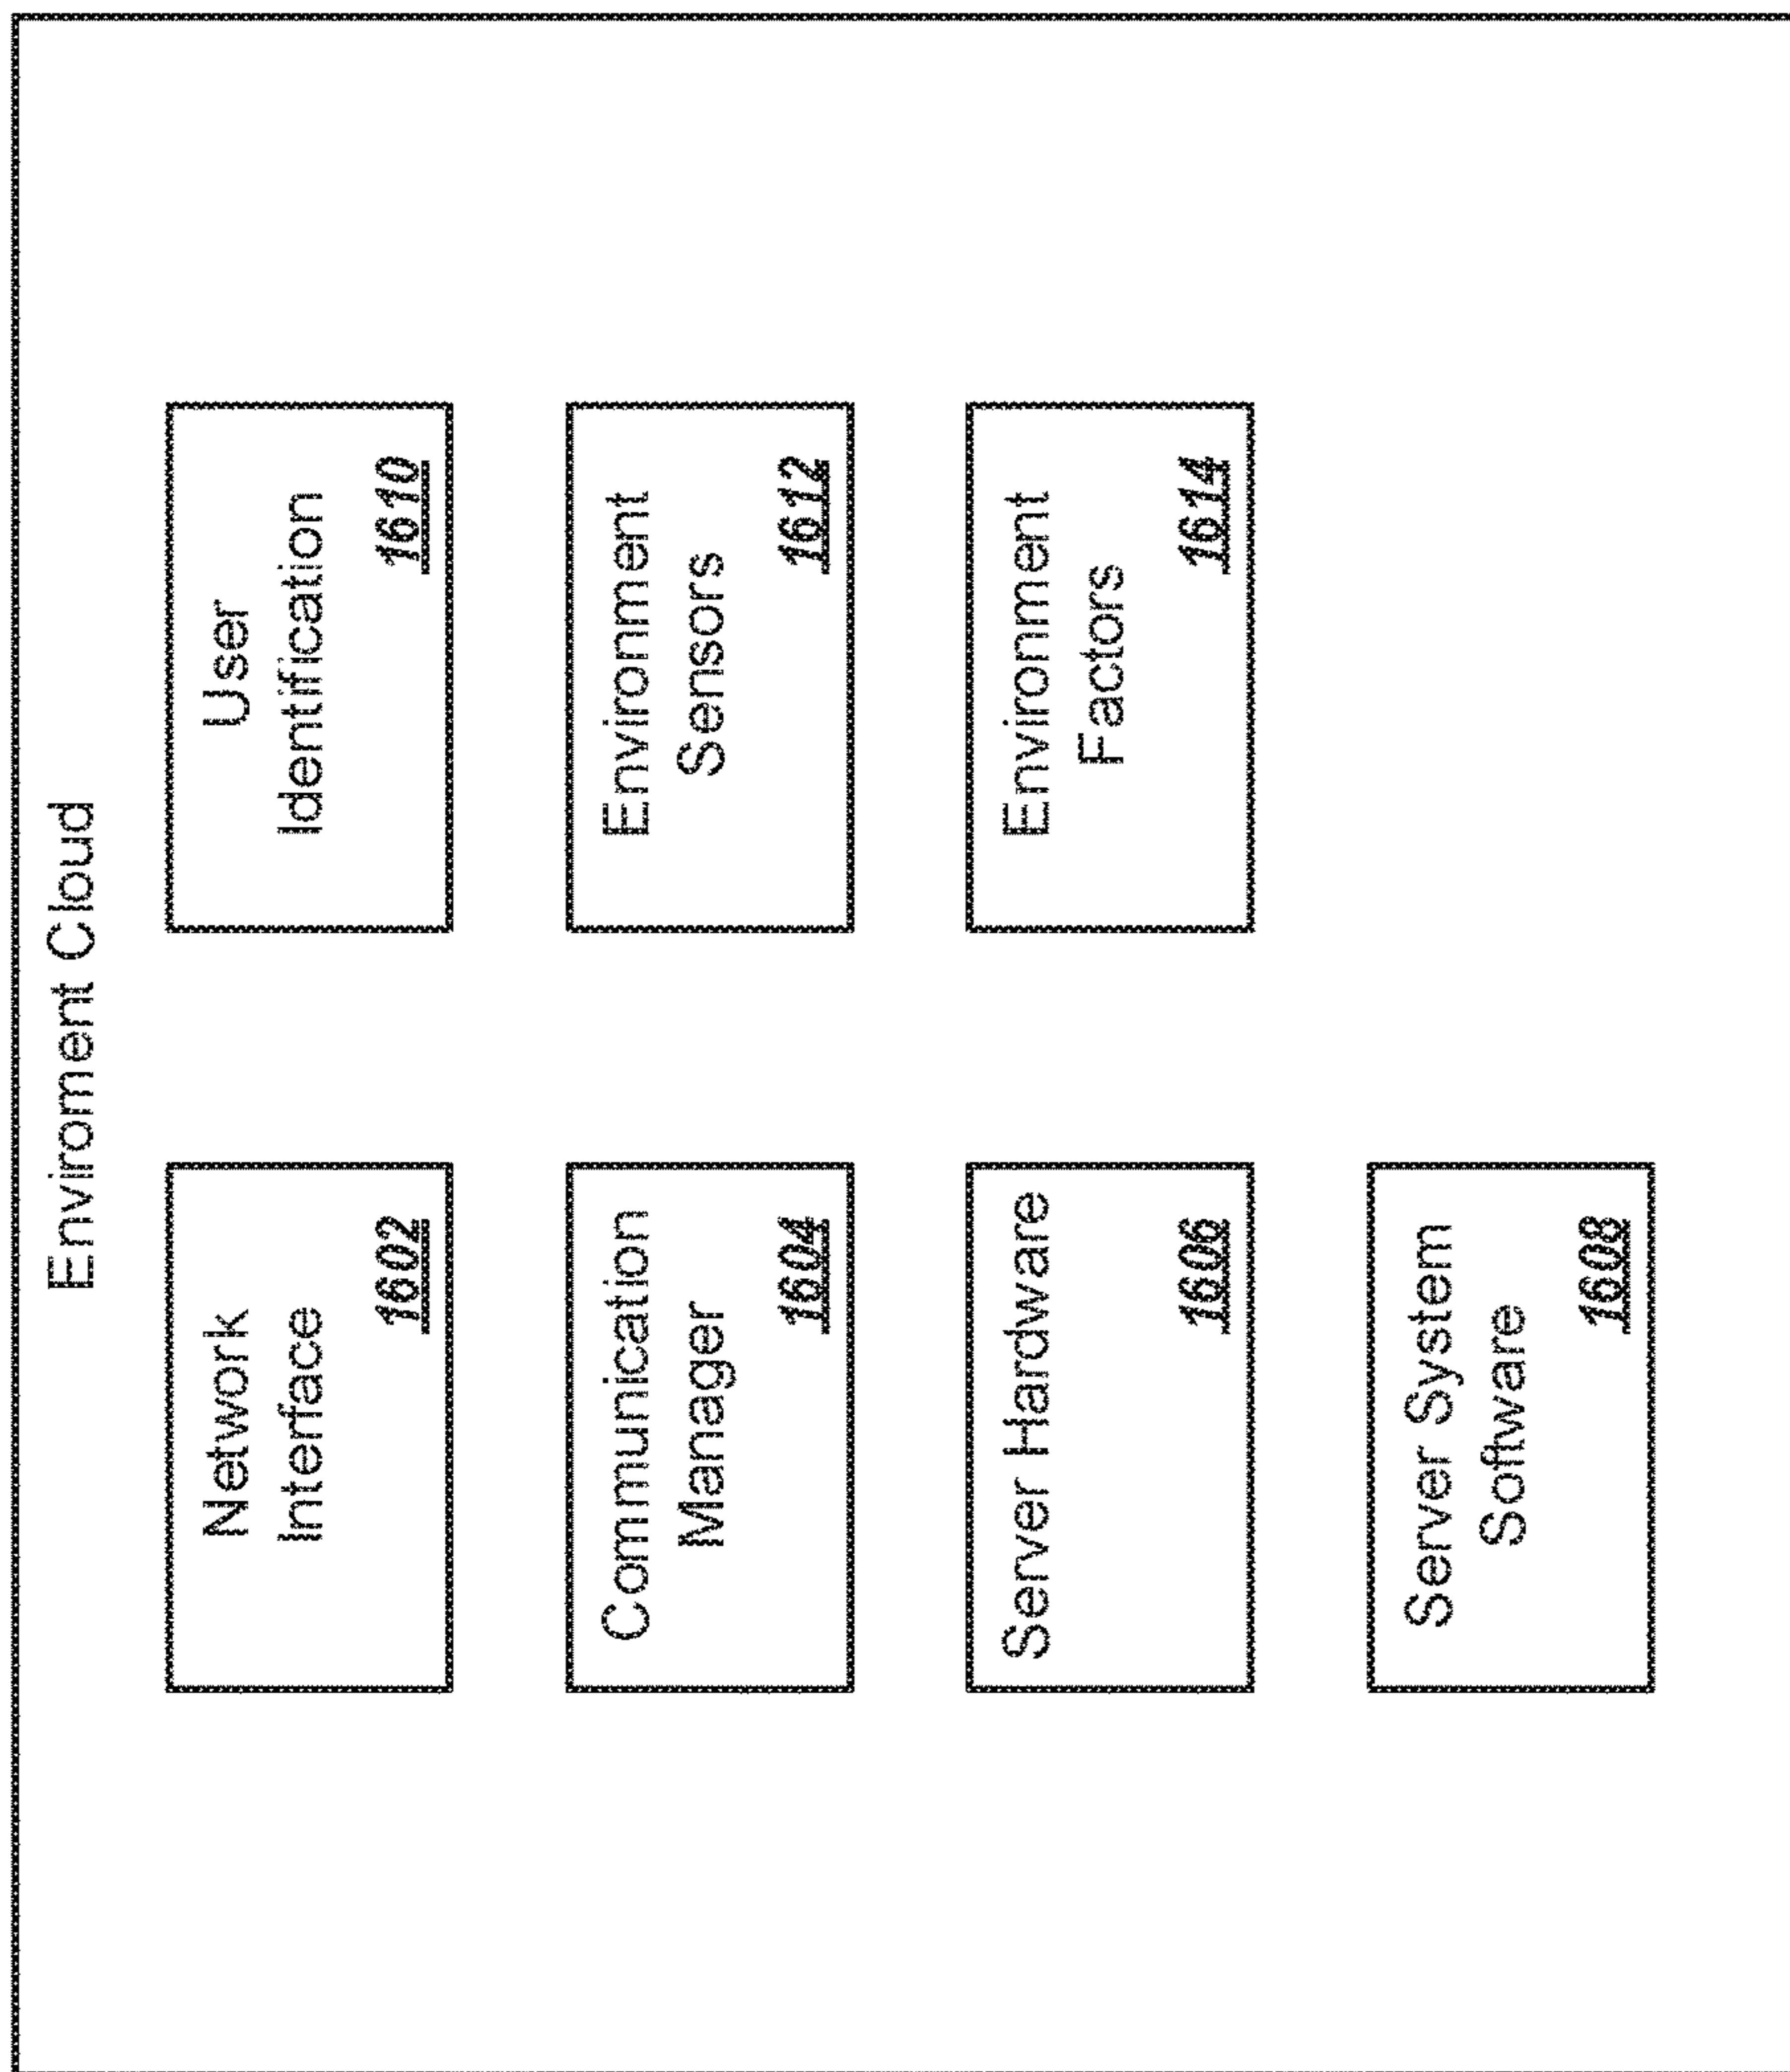 Enviroment Cloud
Network
Interface
1602
Communication
Manager
1604
Server Hardware
1606
Server System
Software
1608
User
Identification
1610
Environment
Sensors
1612
Environment
Factors
1614